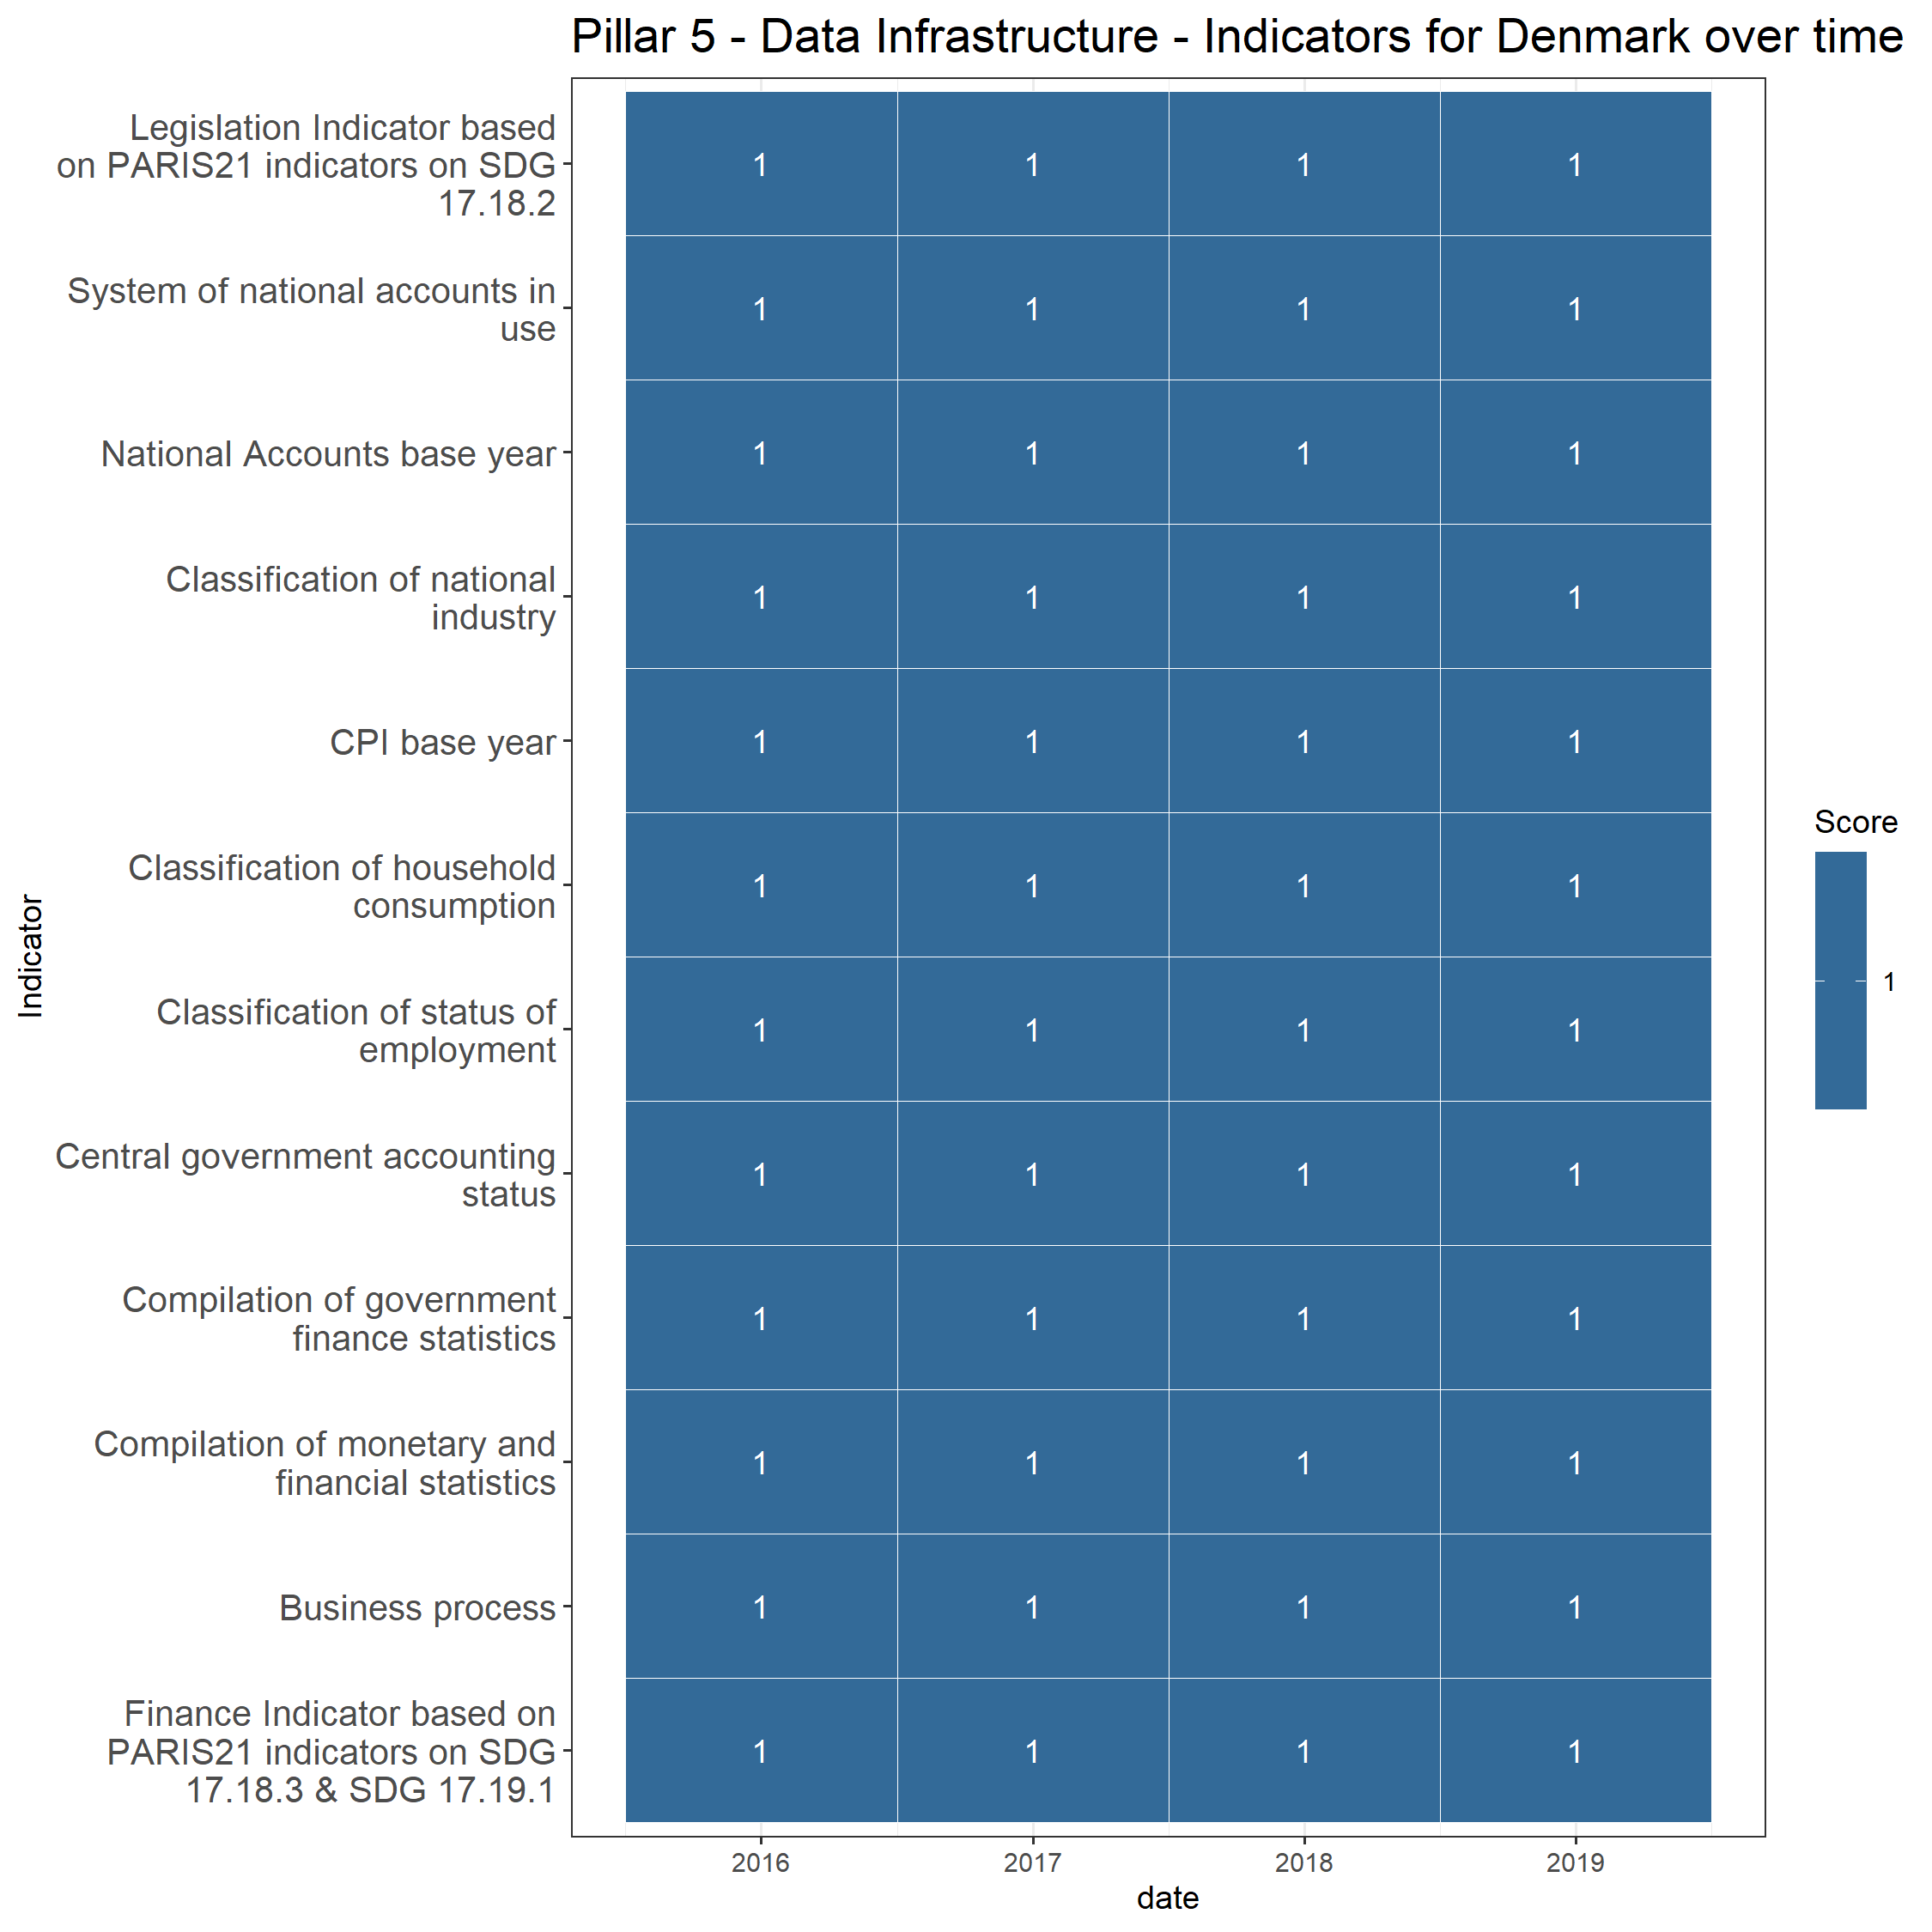 Pillar 5 - Data Infrastructure - Indicators for Denmark over time
Legislation Indicator based
on PARIS21 indicators on SDG
17.18.2
1 1 1 1
System of national accounts in
use
1 1 1 1
National Accounts base year
1 1 1 1
Classification of national
industry
1 1 1 1
CPI base year
1 1 1 1
Classification of household
consumption
1 1 1 1
Classification of status of
employment
1 1 1 1
Central government accounting
status
1 1 1 1
Compilation of government
finance statistics
1 1 1 1
Compilation of monetary and
financial statistics
1 1 1 1
Business process
1 1 1 1
Finance Indicator based on
PARIS21 indicators on SDG
17.18.3 & SDG 17.19.1
1 1 1 1
2016 2017 2018 2019
date
Indicator
Score
1